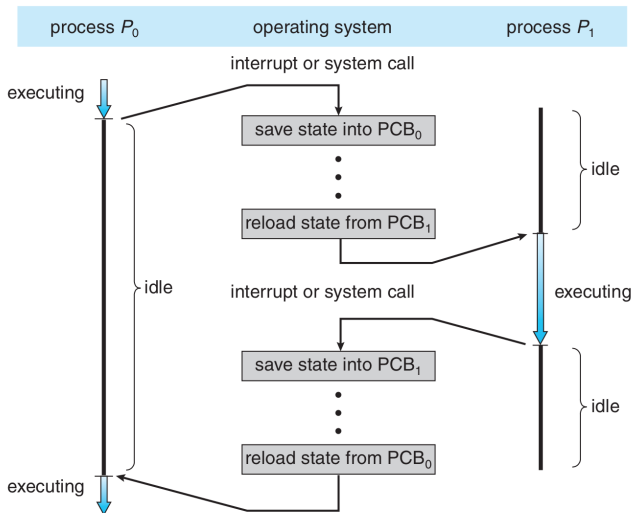 process P₀ operating system process P₁
interrupt or system call
executing
save state into PCB₀
idle
reload state from PCB₁
idle
interrupt or system call
executing
save state into PCB₁
idle
reload state from PCB₀
executing